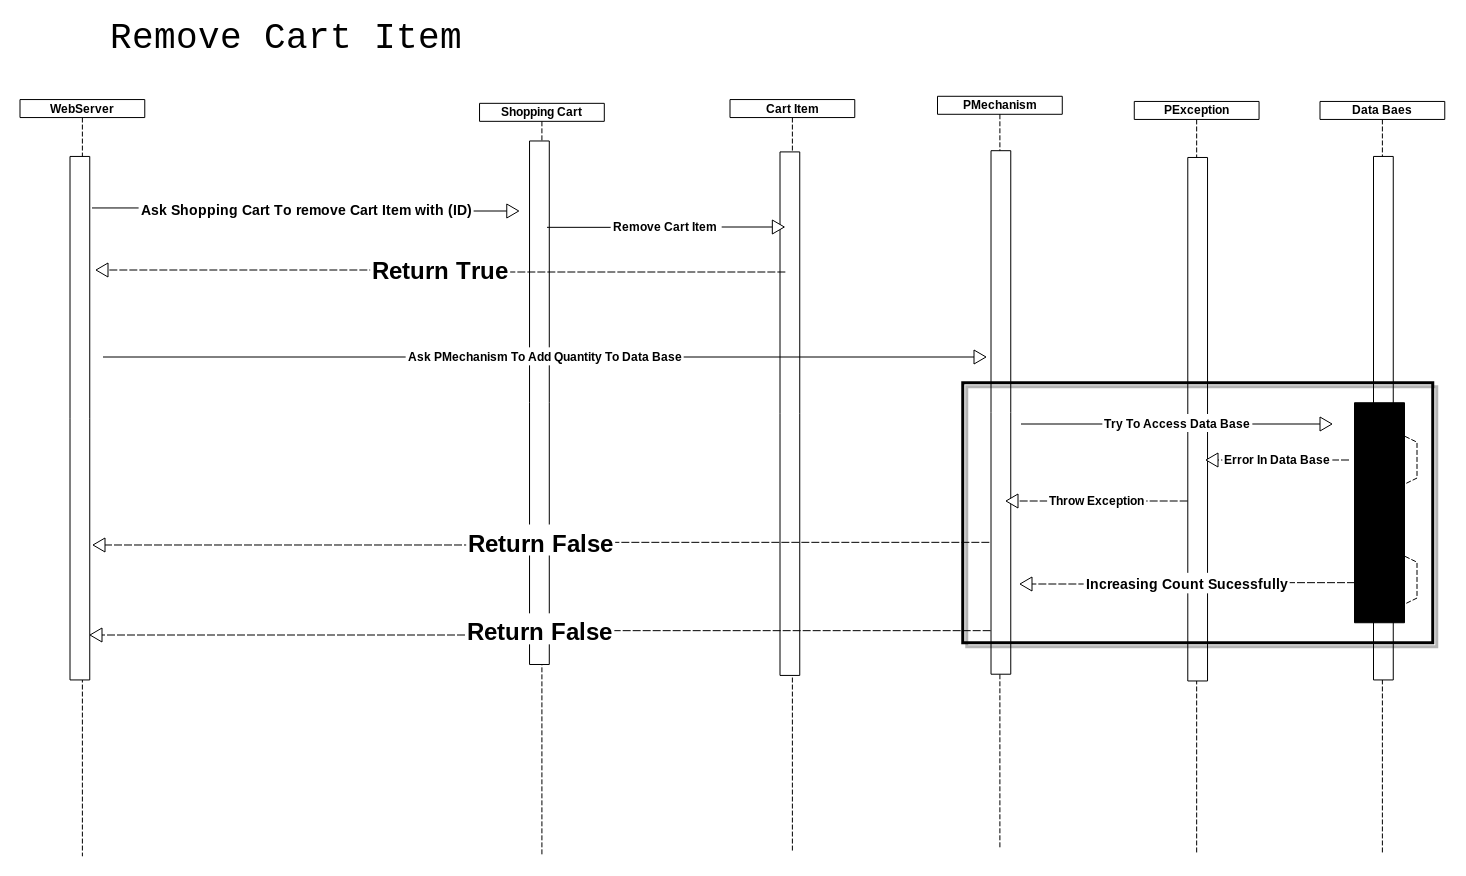 Remove Cart Item
WebServer
Shopping Cart
Cart Item
PMechanism
PException
Data Baes
Ask Shopping Cart To remove Cart Item with (ID)
Remove Cart Item
Return True
Ask PMechanism To Add Quantity To Data Base
Try To Access Data Base
Error In Data Base
Throw Exception
Return False
Increasing Count Sucessfully
Return False